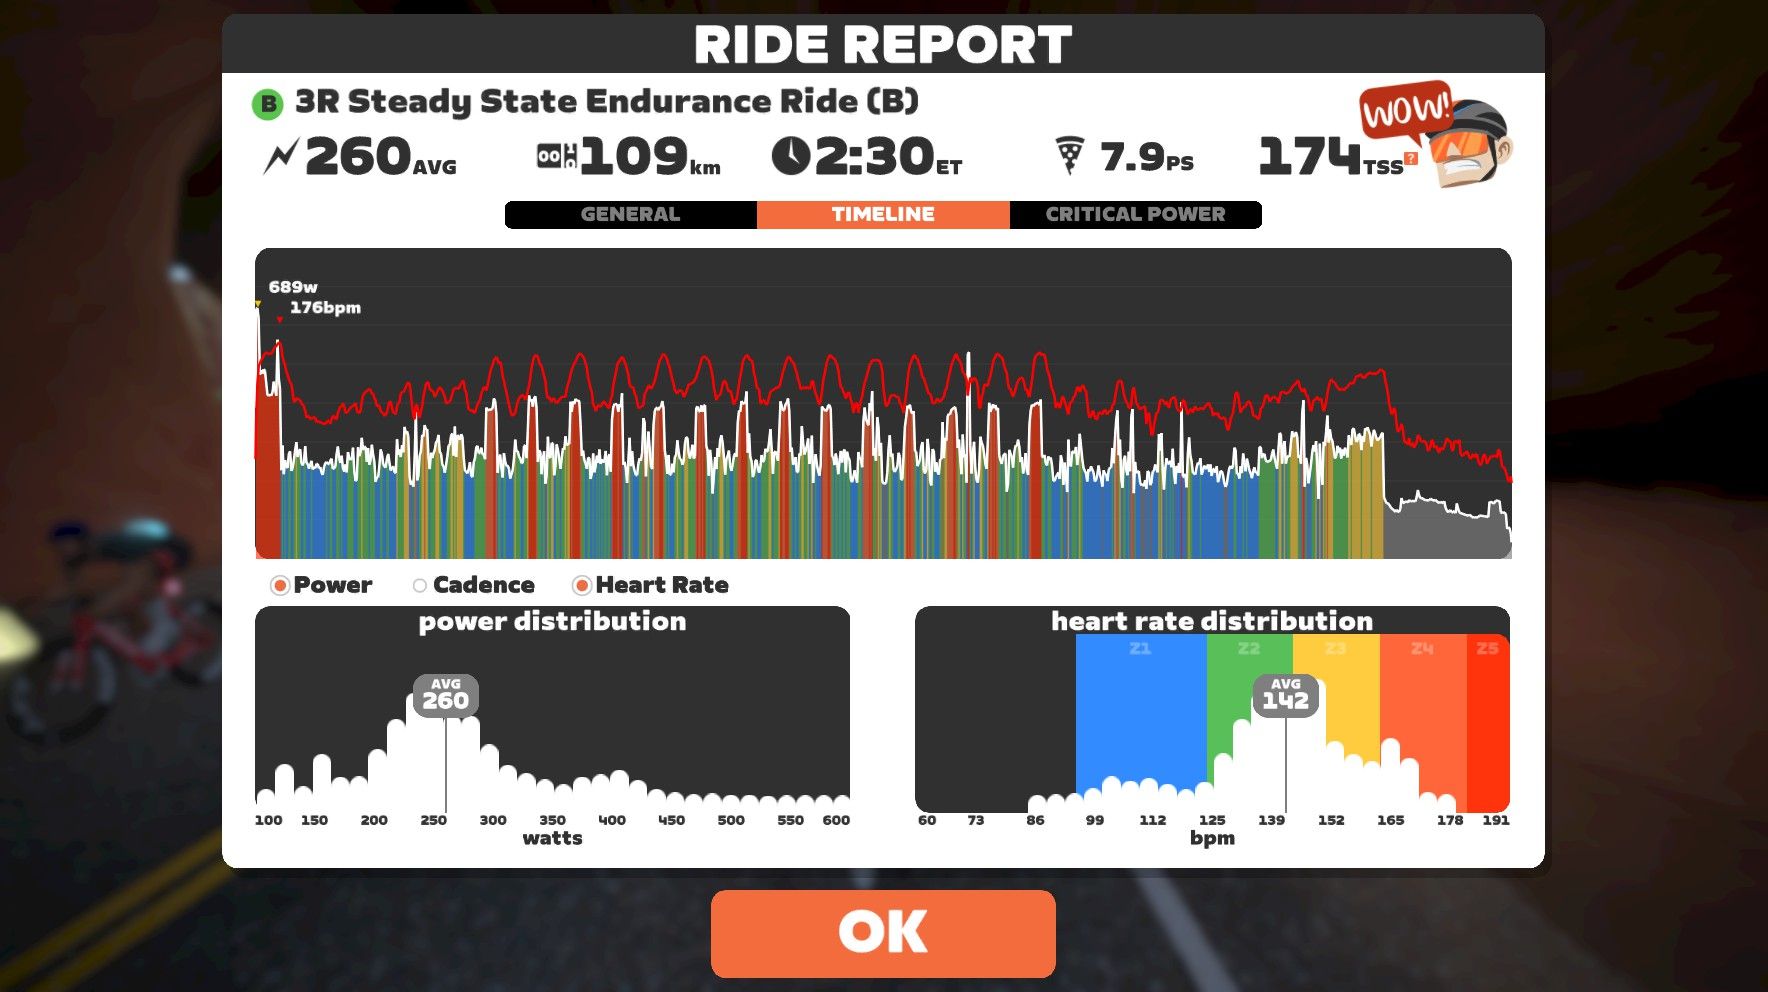 RIDE REPORT
B 3R Steady State Endurance Ride (B)
WOW!
260AVG 109km 2:30ET 7.9PS 174TSS?
GENERAL TIMELINE CRITICAL POWER
689w
176bpm
Power Cadence Heart Rate
power distribution
AVG
260
100 150 200 250 300 350 400 450 500 550 600
watts
heart rate distribution
Z1 Z2 Z3 Z4 Z5
AVG
142
60 73 86 99 112 125 139 152 165 178 191
bpm
OK